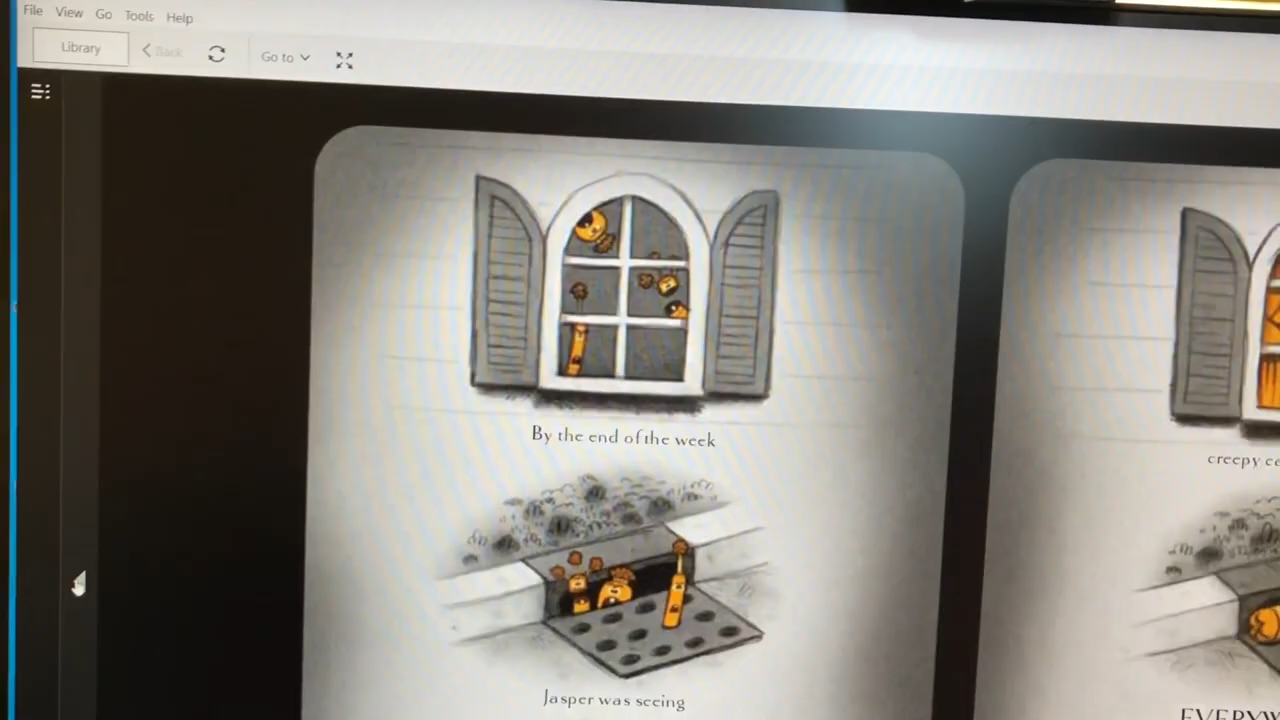 File View Go Tools Help
Library Back Go to
By the end of the week
Jasper was seeing
creepy